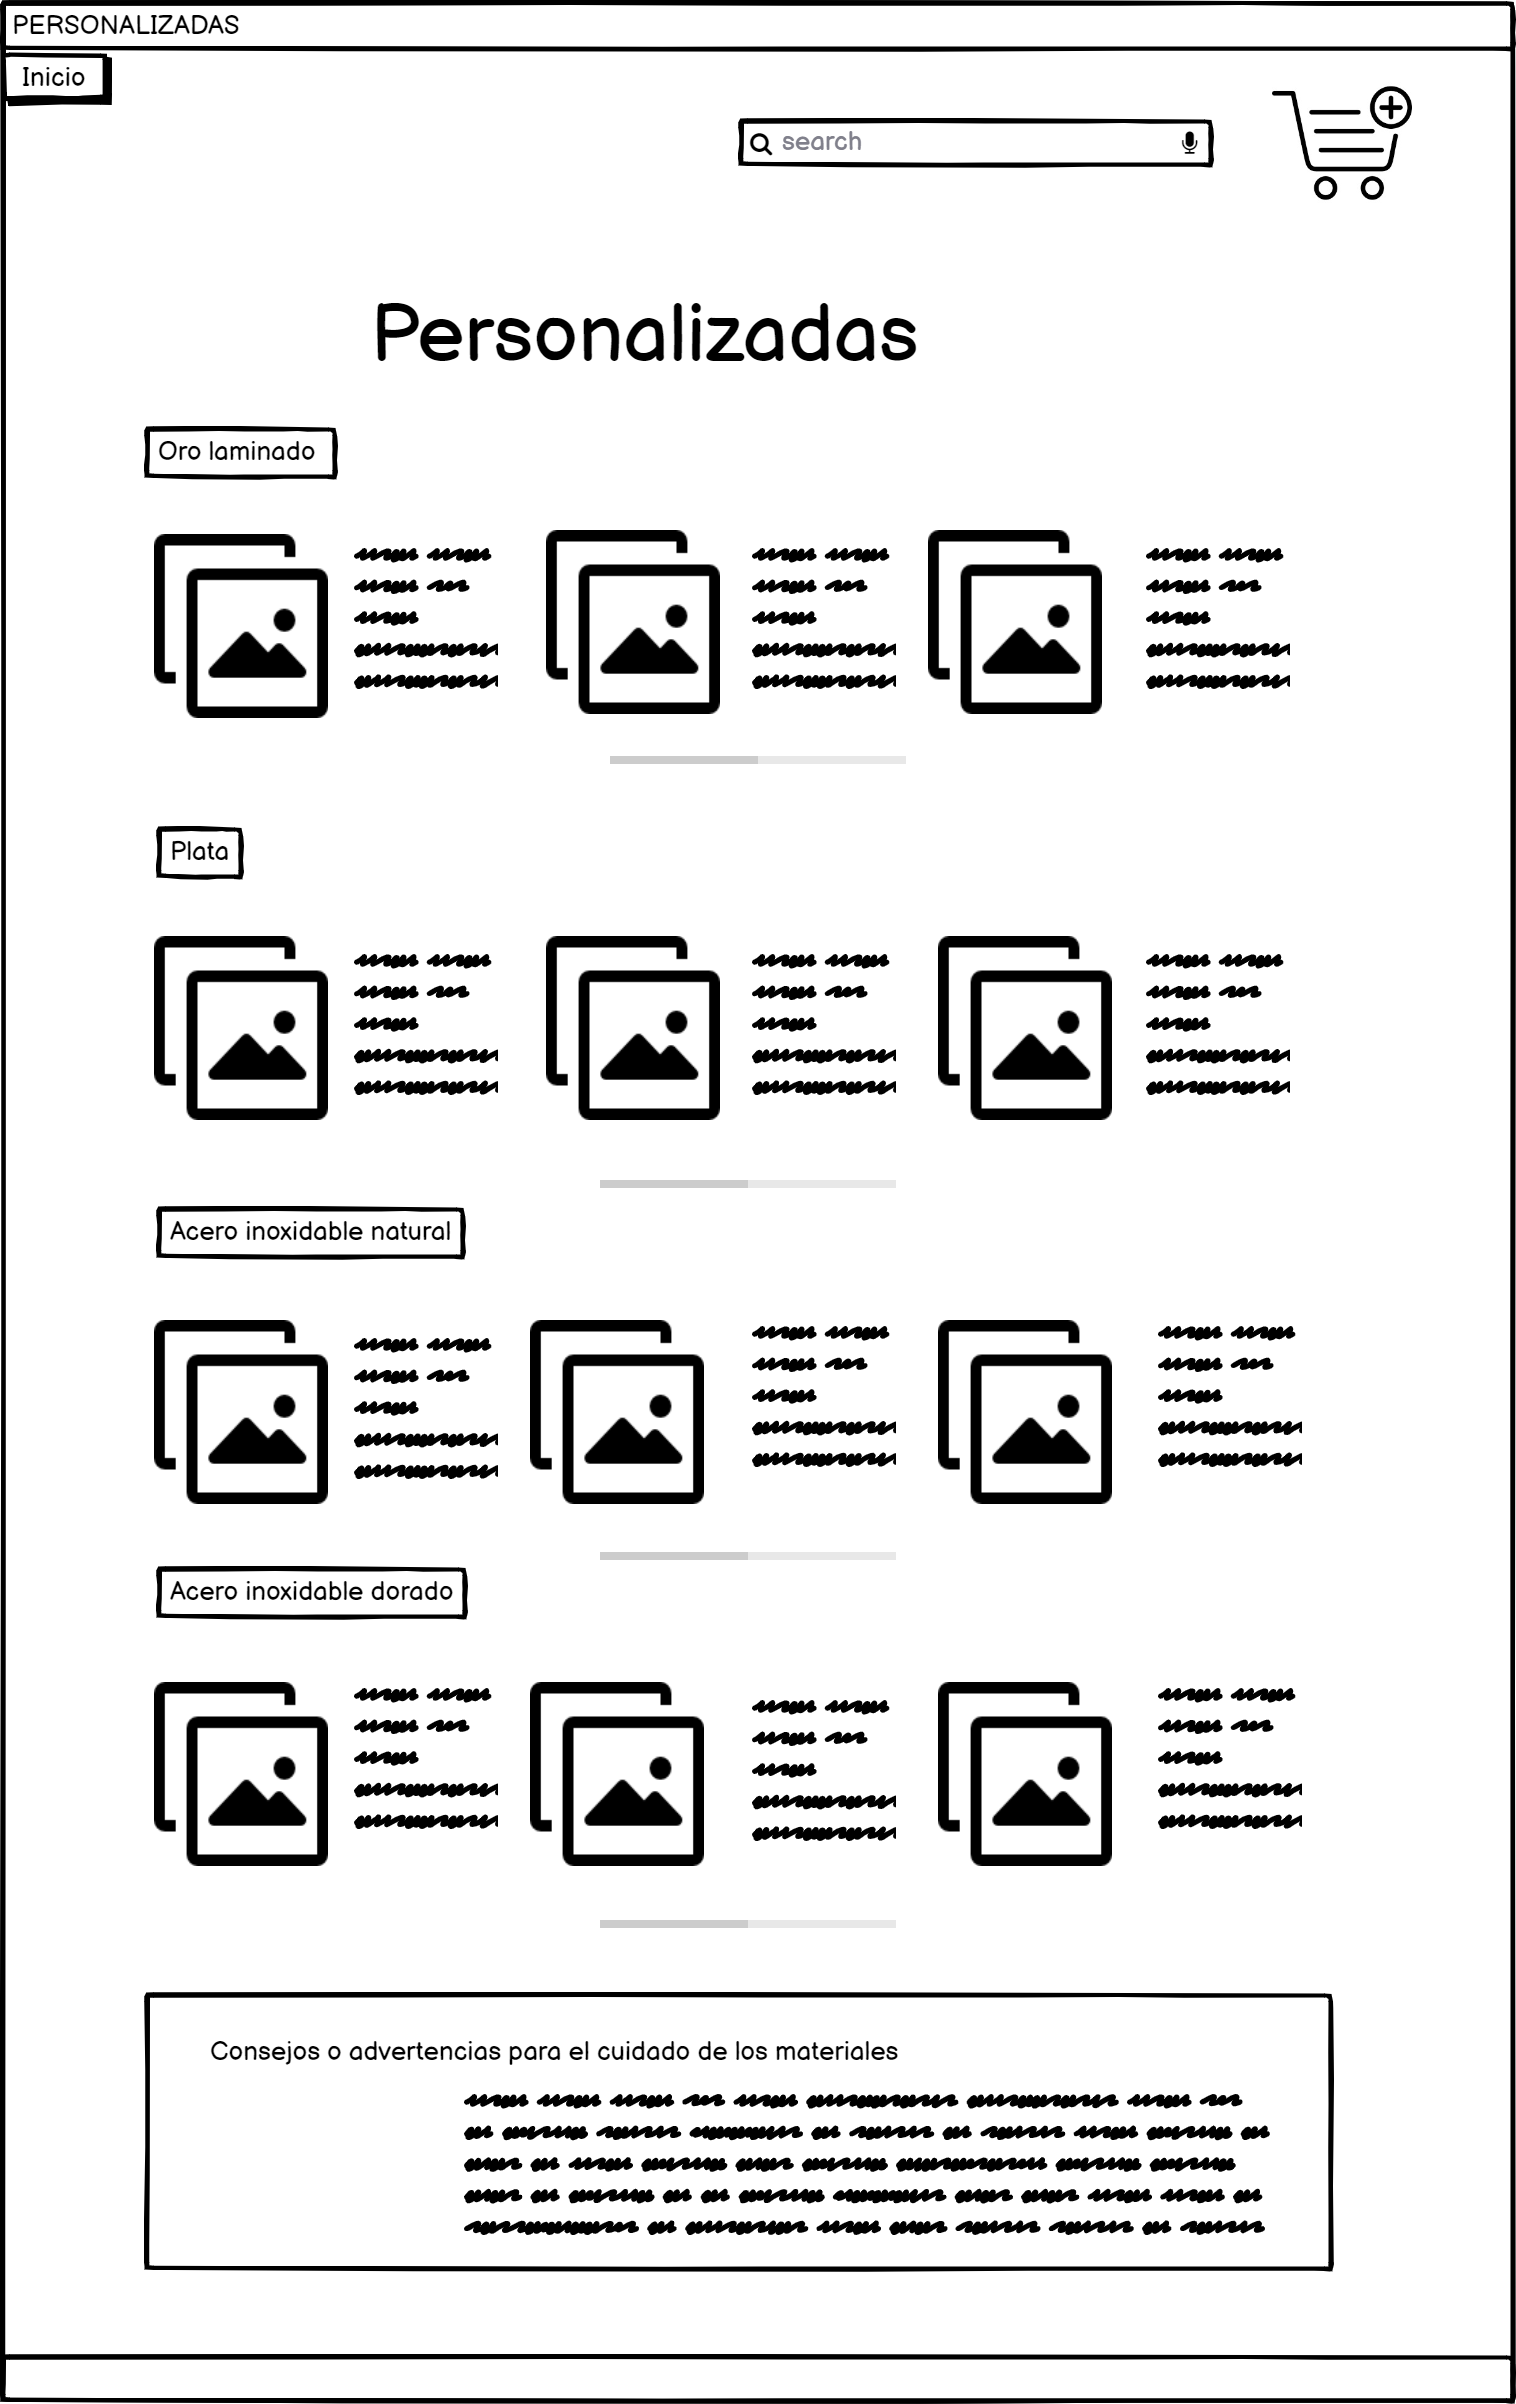 PERSONALIZADAS
Inicio
search
Personalizadas
Oro laminado
Plata
Acero inoxidable natural
Acero inoxidable dorado
Consejos o advertencias para el cuidado de los materiales